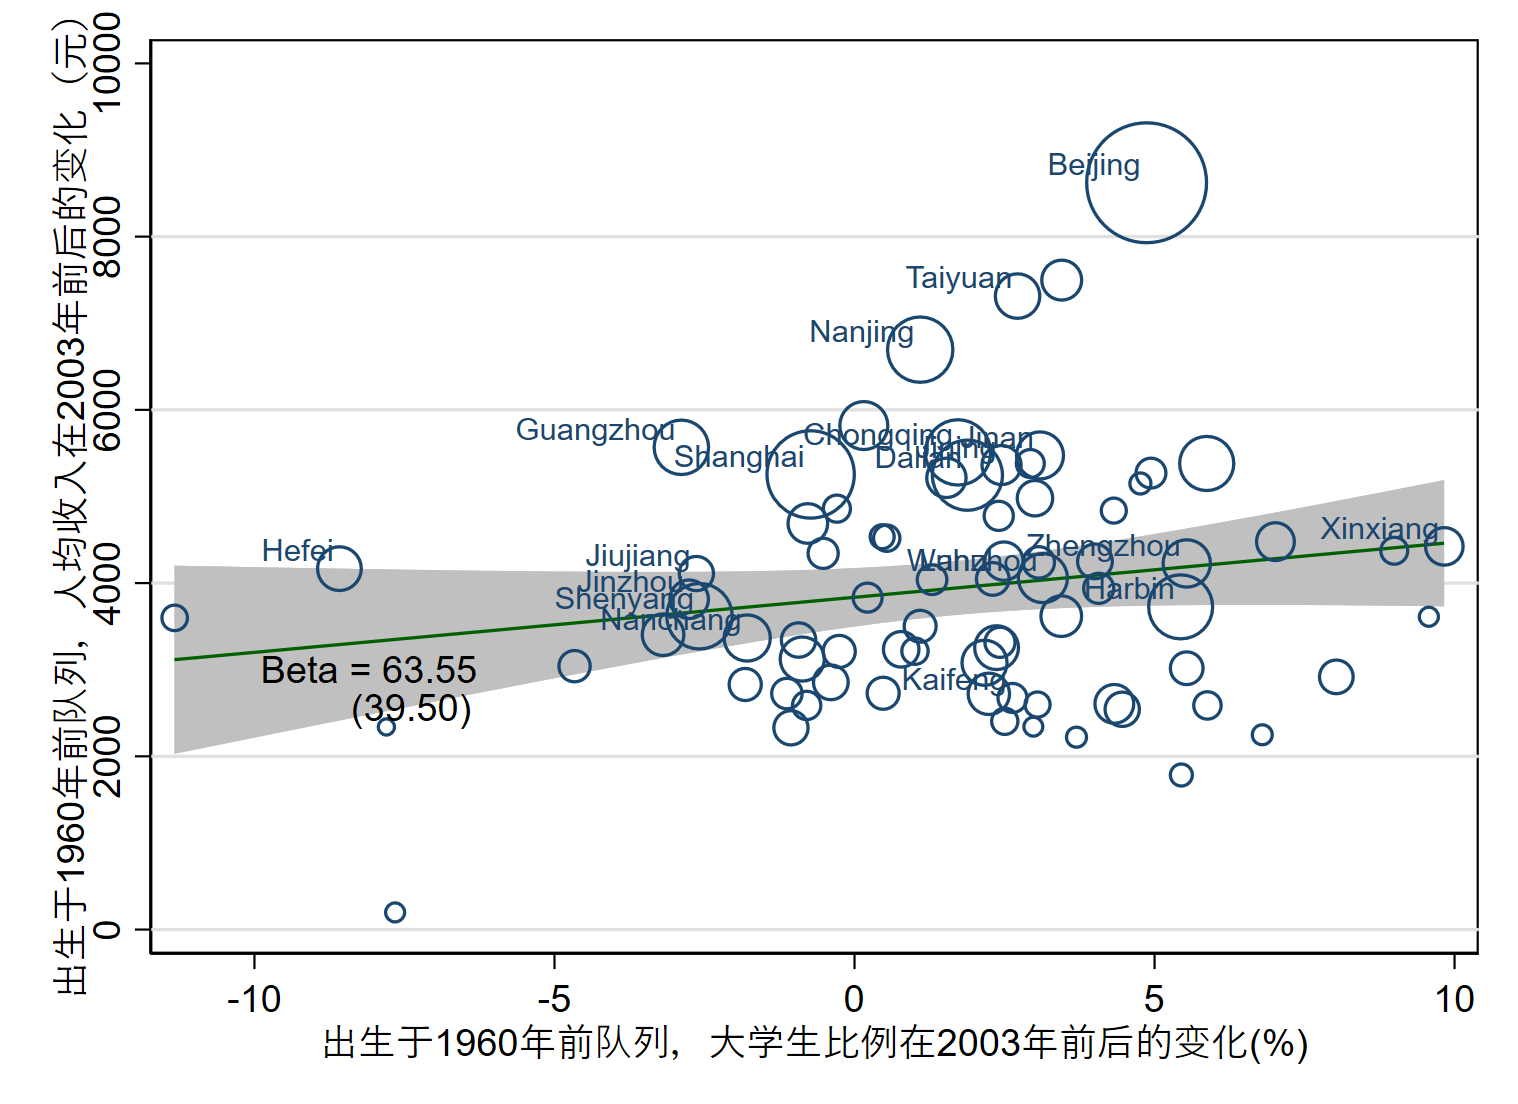 出生于1960年前队列，人均收入在2003年前后的变化（元）
10000
8000
6000
4000
2000
0
Beijing
Taiyuan
Nanjing
Guangzhou
Chongqing
Jinan
Jining
Shanghai
Dalian
Xinxiang
Zhengzhou
Hefei
Jiujiang
Wuhan
Jinzhou
Harbin
Shenyang
Nanchang
Kaifeng
Beta = 63.55
(39.50)
-10
-5
0
5
10
出生于1960年前队列，大学生比例在2003年前后的变化(%)